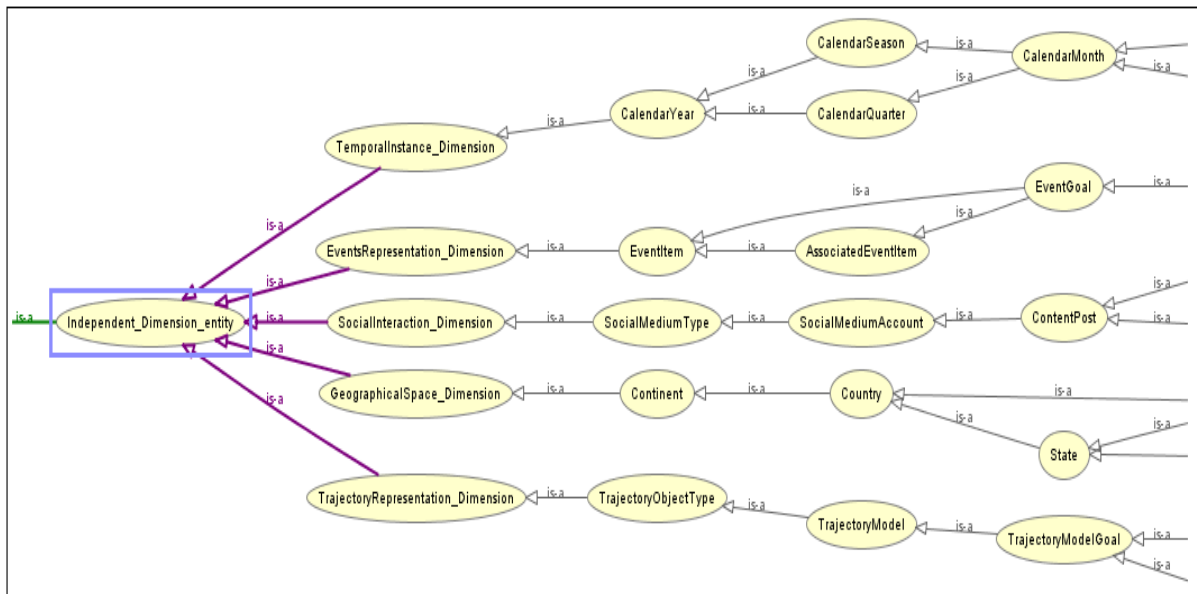 CalendarSeason
is-a
CalendarMonth
is-a
is-a
is-a
CalendarYear
is-a
CalendarQuarter
is-a
TemporalInstance_Dimension
is-a
is-a
EventGoal
is-a
is-a
is-a
EventsRepresentation_Dimension
is-a
EventItem
is-a
AssociatedEventItem
is-a
is-a
is-a
Independent_Dimension_entity
is-a
SocialInteraction_Dimension
is-a
SocialMediumType
is-a
SocialMediumAccount
is-a
ContentPost
is-a
is-a
is-a
GeographicalSpace_Dimension
is-a
Continent
is-a
Country
is-a
is-a
is-a
is-a
State
is-a
TrajectoryRepresentation_Dimension
is-a
TrajectoryObjectType
is-a
TrajectoryModel
is-a
TrajectoryModelGoal
is-a
is-a